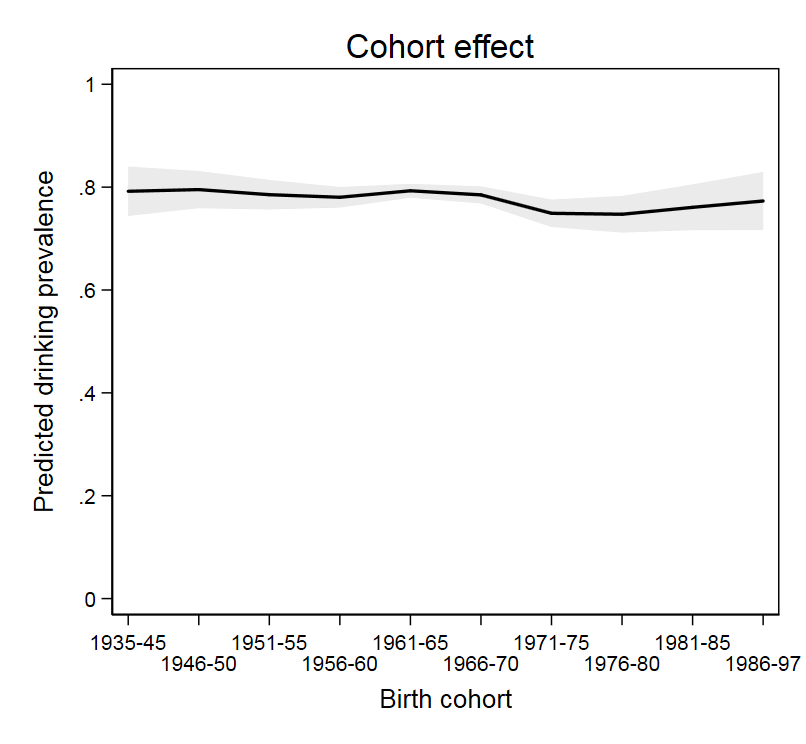 Cohort effect
Predicted drinking prevalence
1
.8
.6
.4
.2
0
1935-45 1951-55 1961-65 1971-75 1981-85
1946-50 1956-60 1966-70 1976-80 1986-97
Birth cohort